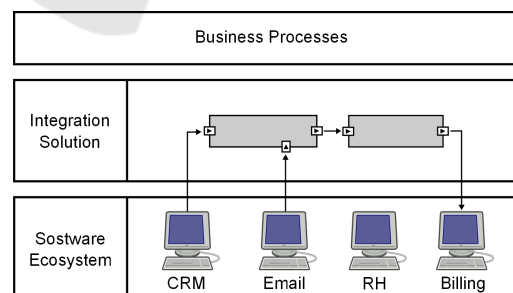 Business Processes
Integration
Solution
Sostware
Ecosystem
CRM
Email
RH
Billing